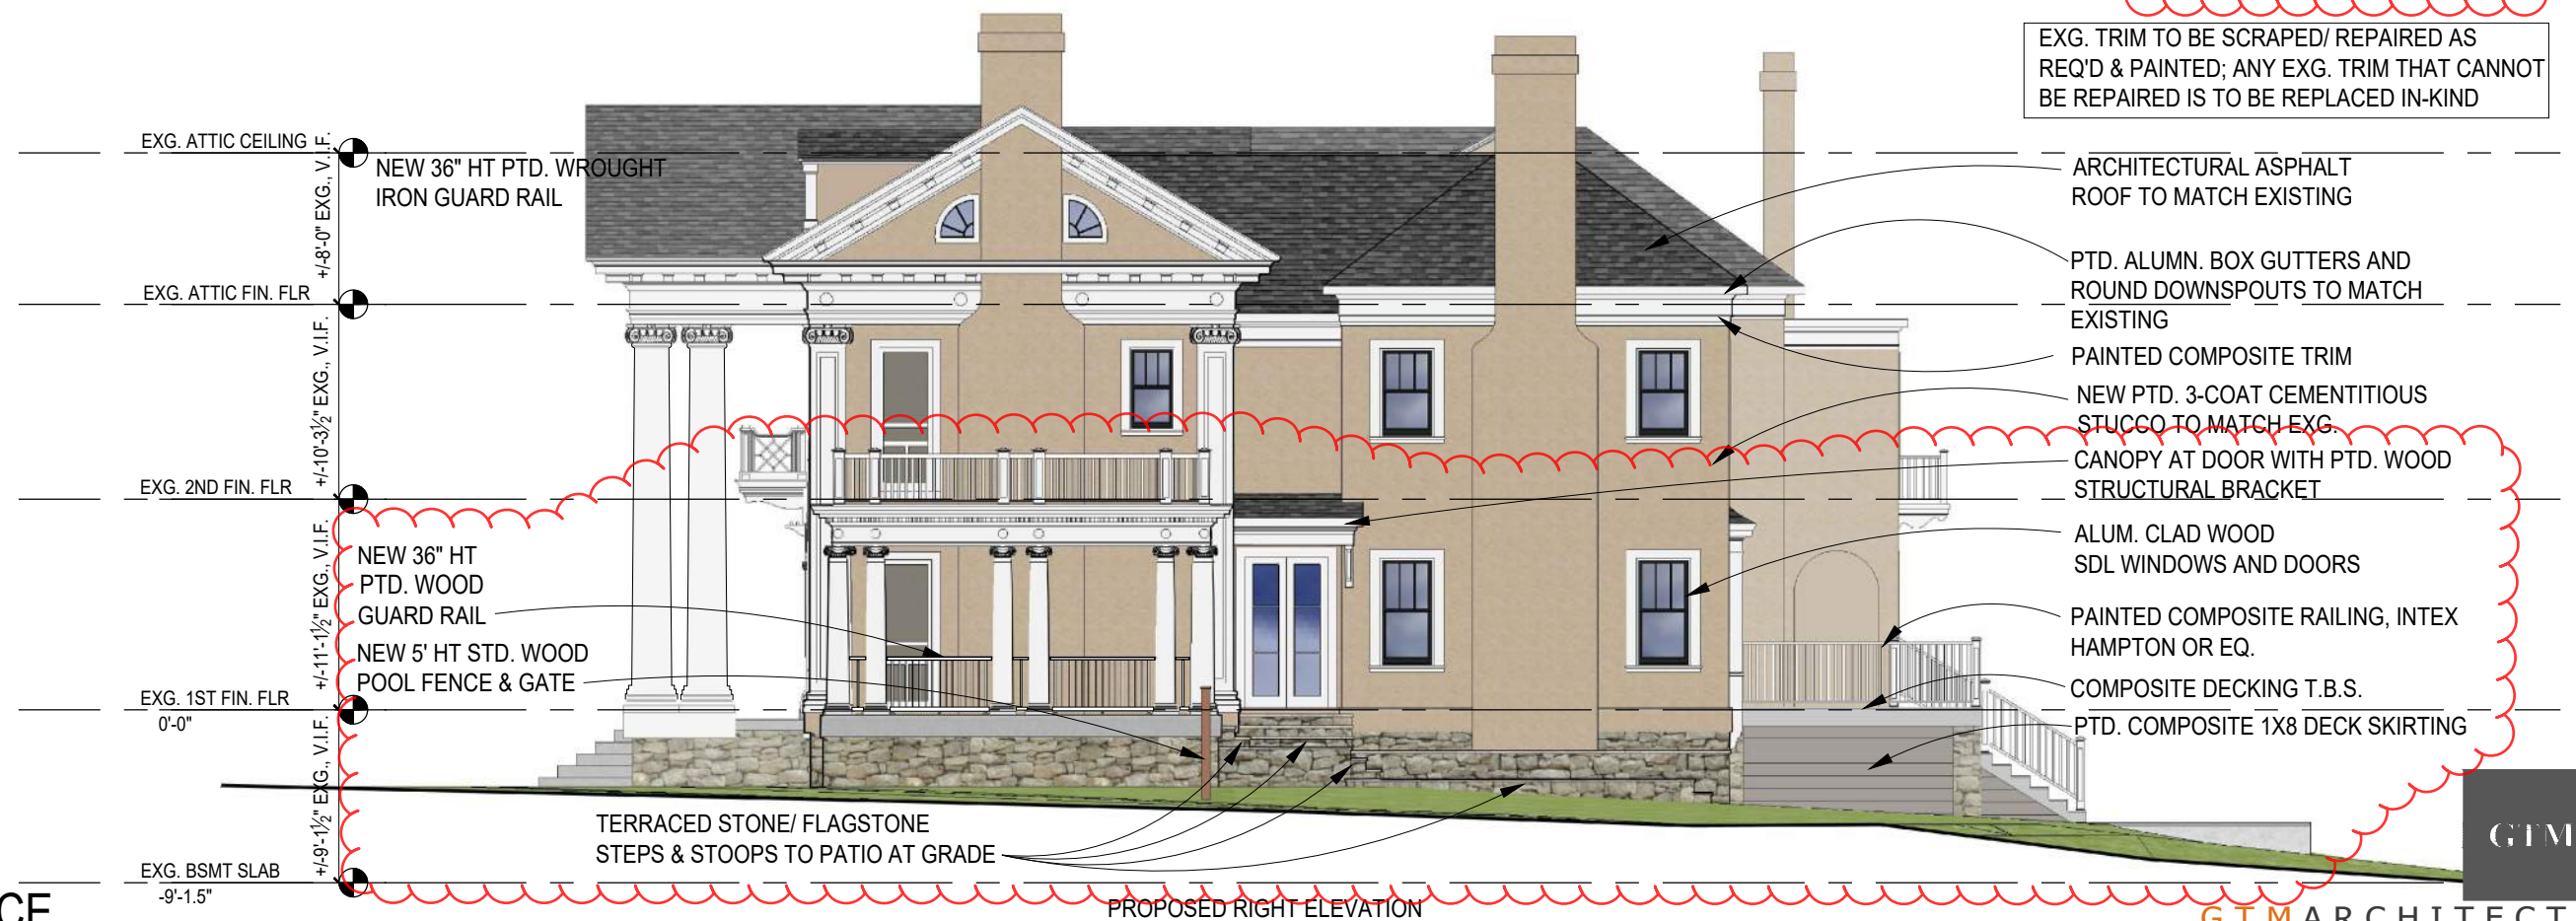 EXG. TRIM TO BE SCRAPED/ REPAIRED AS
REQ'D & PAINTED; ANY EXG. TRIM THAT CANNOT
BE REPAIRED IS TO BE REPLACED IN-KIND
EXG. ATTIC CEILING
NEW 36" HT PTD. WROUGHT
IRON GUARD RAIL
+/-8'-0" EXG., V.I.F.
EXG. ATTIC FIN. FLR
+/-10'-3½" EXG., V.I.F.
EXG. 2ND FIN. FLR
+/-11'-1½" EXG., V.I.F.
NEW 36" HT
PTD. WOOD
GUARD RAIL
NEW 5' HT STD. WOOD
POOL FENCE & GATE
EXG. 1ST FIN. FLR
0'-0"
+/-9'-1½" EXG., V.I.F.
EXG. BSMT SLAB
-9'-1.5"
ARCHITECTURAL ASPHALT
ROOF TO MATCH EXISTING
PTD. ALUMN. BOX GUTTERS AND
ROUND DOWNSPOUTS TO MATCH
EXISTING
PAINTED COMPOSITE TRIM
NEW PTD. 3-COAT CEMENTITIOUS
STUCCO TO MATCH EXG.
CANOPY AT DOOR WITH PTD. WOOD
STRUCTURAL BRACKET
ALUM. CLAD WOOD
SDL WINDOWS AND DOORS
PAINTED COMPOSITE RAILING, INTEX
HAMPTON OR EQ.
COMPOSITE DECKING T.B.S.
PTD. COMPOSITE 1X8 DECK SKIRTING
TERRACED STONE/ FLAGSTONE
STEPS & STOOPS TO PATIO AT GRADE
PROPOSED RIGHT ELEVATION
GTM
GTMARCHITECT
CE